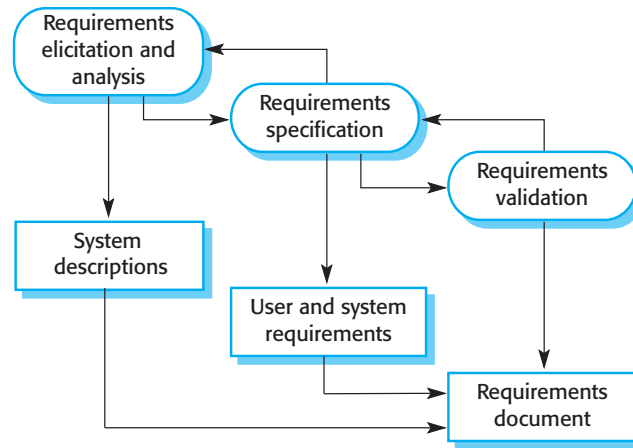 Requirements
elicitation and
analysis
Requirements
specification
Requirements
validation
System
descriptions
User and system
requirements
Requirements
document